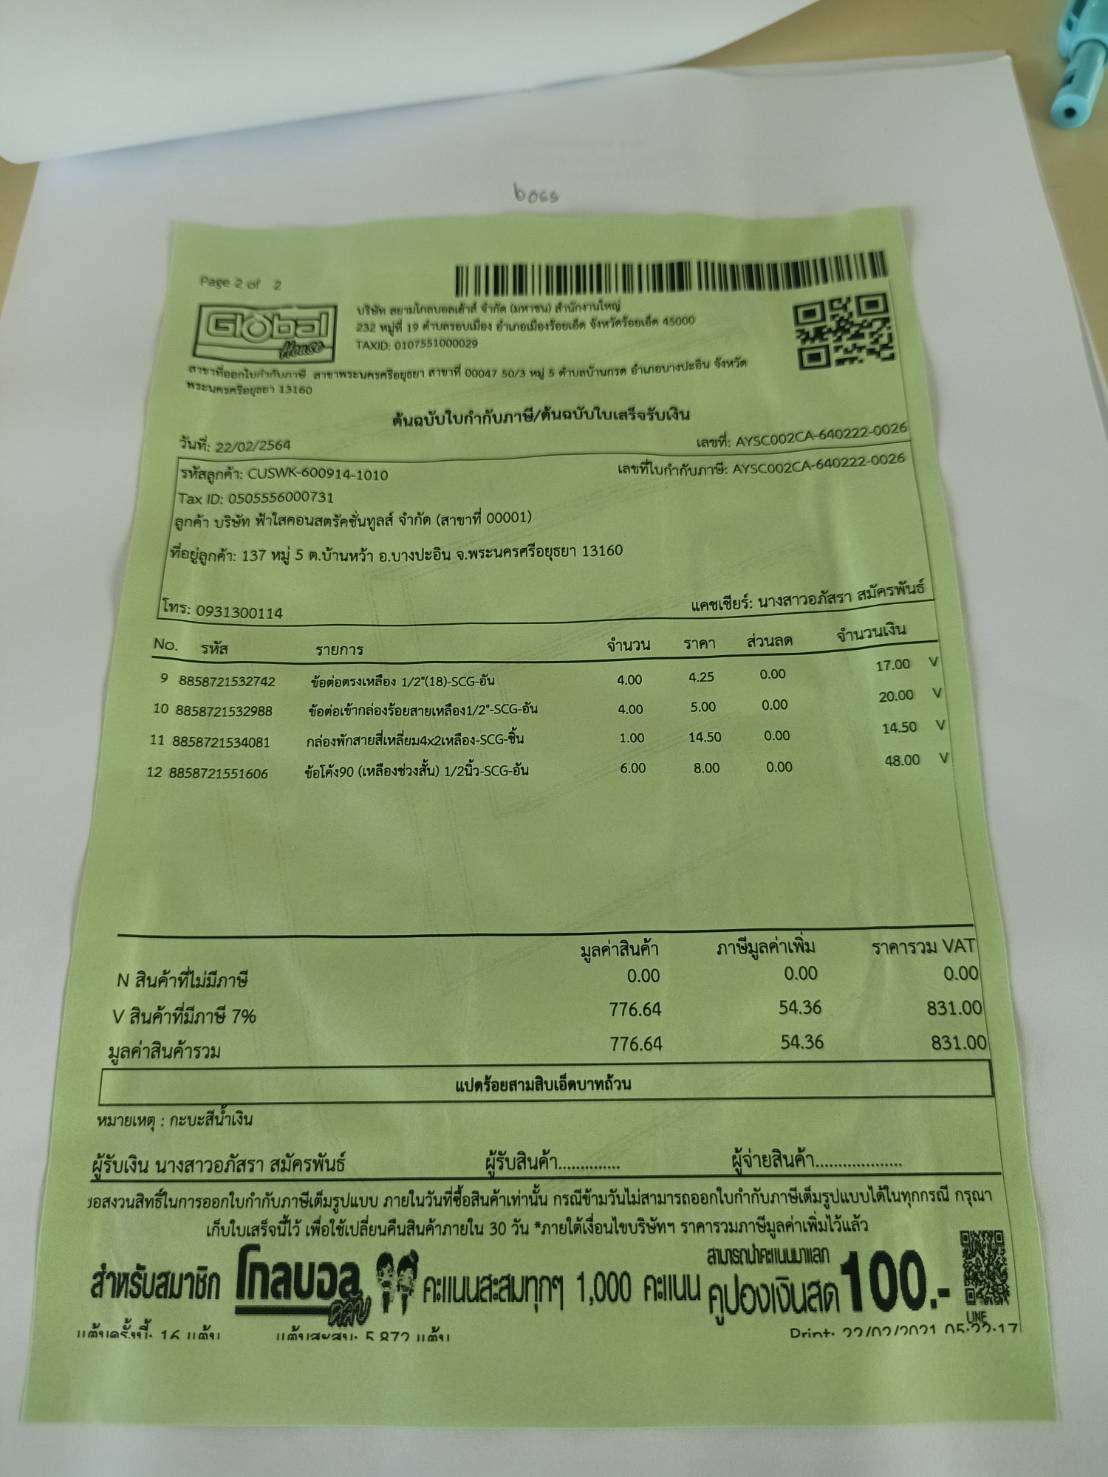 boss
Page 2 of 2
Global House
บริษัท สยามโกลบอลเฮ้าส์ จำกัด (มหาชน) สำนักงานใหญ่
232 หมู่ที่ 19 ตำบลรอบเมือง อำเภอเมืองร้อยเอ็ด จังหวัดร้อยเอ็ด 45000
TAXID: 0107551000029
สาขาที่ออกใบกำกับภาษี สาขาพระนครศรีอยุธยา สาขาที่ 00047 50/3 หมู่ 5 ตำบลบ้านกรด อำเภอบางปะอิน จังหวัด
พระนครศรีอยุธยา 13160
ต้นฉบับใบกำกับภาษี/ต้นฉบับใบเสร็จรับเงิน
วันที่: 22/02/2564 เลขที่: AYSC002CA-640222-0026
รหัสลูกค้า: CUSWK-600914-1010 เลขที่ใบกำกับภาษี: AYSC002CA-640222-0026
Tax ID: 0505556000731
ลูกค้า บริษัท ฟ้าใสคอนสตรัคชั่นทูลส์ จำกัด (สาขาที่ 00001)
ที่อยู่ลูกค้า: 137 หมู่ 5 ต.บ้านหว้า อ.บางปะอิน จ.พระนครศรีอยุธยา 13160
โทร: 0931300114 แคชเชียร์: นางสาวอภัสรา สมัครพันธ์
No. รหัส รายการ จำนวน ราคา ส่วนลด จำนวนเงิน
9 8858721532742 ข้อต่อตรงเหลือง 1/2"(18)-SCG-อัน 4.00 4.25 0.00 17.00 V
10 8858721532988 ข้อต่อเข้ากล่องร้อยสายเหลือง1/2"-SCG-อัน 4.00 5.00 0.00 20.00 V
11 8858721534081 กล่องพักสายสี่เหลี่ยม4x2เหลือง-SCG-ชิ้น 1.00 14.50 0.00 14.50 V
12 8858721551606 ข้อโค้ง90 (เหลืองช่วงสั้น) 1/2นิ้ว-SCG-อัน 6.00 8.00 0.00 48.00 V
มูลค่าสินค้า ภาษีมูลค่าเพิ่ม ราคารวม VAT
N สินค้าที่ไม่มีภาษี 0.00 0.00 0.00
V สินค้าที่มีภาษี 7% 776.64 54.36 831.00
มูลค่าสินค้ารวม 776.64 54.36 831.00
แปดร้อยสามสิบเอ็ดบาทถ้วน
หมายเหตุ : กะบะสีน้ำเงิน
ผู้รับเงิน นางสาวอภัสรา สมัครพันธ์ ผู้รับสินค้า.............. ผู้จ่ายสินค้า...................
ขอสงวนสิทธิ์ในการออกใบกำกับภาษีเต็มรูปแบบ ภายในวันที่ซื้อสินค้าเท่านั้น กรณีข้ามวันไม่สามารถออกใบกำกับภาษีเต็มรูปแบบได้ในทุกกรณี กรุณา
เก็บใบเสร็จนี้ไว้ เพื่อใช้เปลี่ยนคืนสินค้าภายใน 30 วัน *ภายใต้เงื่อนไขบริษัทฯ ราคารวมภาษีมูลค่าเพิ่มไว้แล้ว
สำหรับสมาชิก โกลบอล คลับ คะแนนสะสมทุกๆ 1,000 คะแนน สามารถนำคะแนนมาแลก คูปองเงินสด 100.-
LINE
แต้มครั้งนี้: 16 แต้ม แต้มสะสม: 5,872 แต้ม Print: 22/02/2021 05:22:17